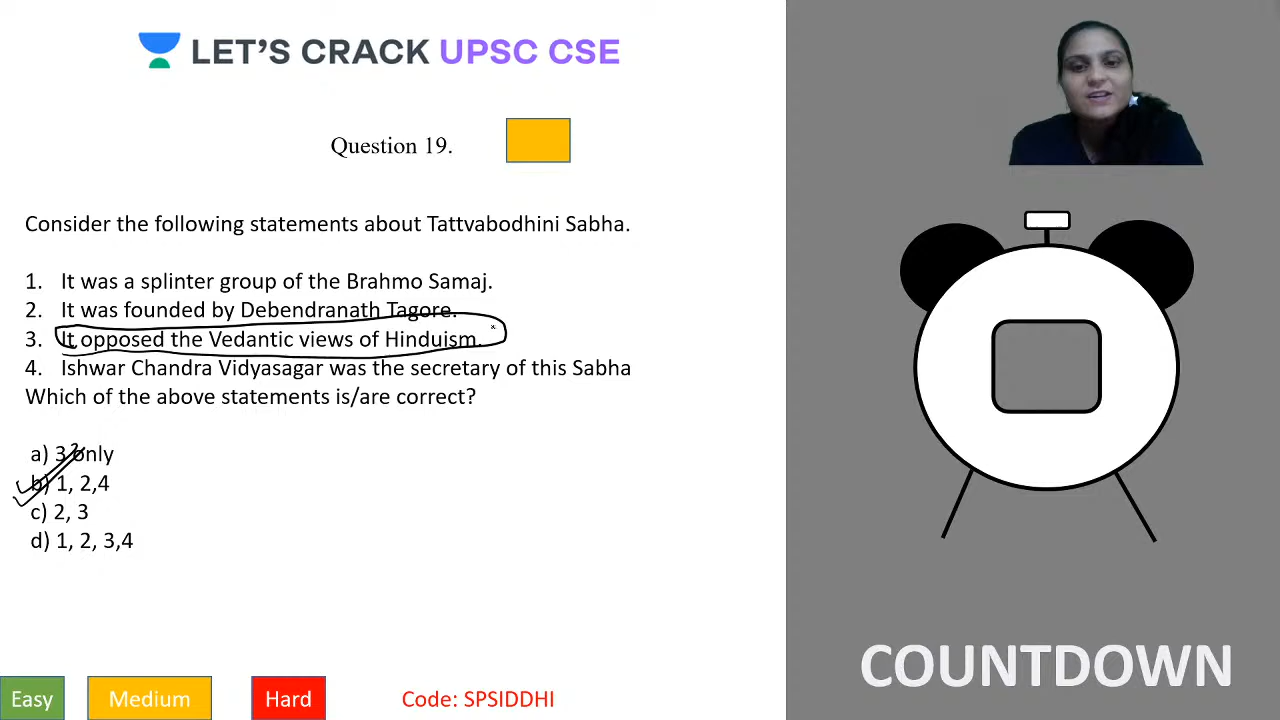 LET'S CRACK UPSC CSE
Question 19.
Consider the following statements about Tattvabodhini Sabha.
1. It was a splinter group of the Brahmo Samaj.
2. It was founded by Debendranath Tagore.
3. It opposed the Vedantic views of Hinduism.
4. Ishwar Chandra Vidyasagar was the secretary of this Sabha
Which of the above statements is/are correct?
a) 3 only
b) 1, 2,4
c) 2, 3
d) 1, 2, 3,4
Easy Medium Hard Code: SPSIDDHI
COUNTDOWN